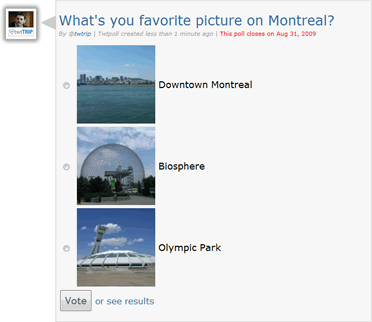 What's you favorite picture on Montreal?
By @twtrip | Twtpoll created less than 1 minute ago | This poll closes on Aug 31, 2009
@twtTRIP
Downtown Montreal
Biosphere
Olympic Park
Vote or see results